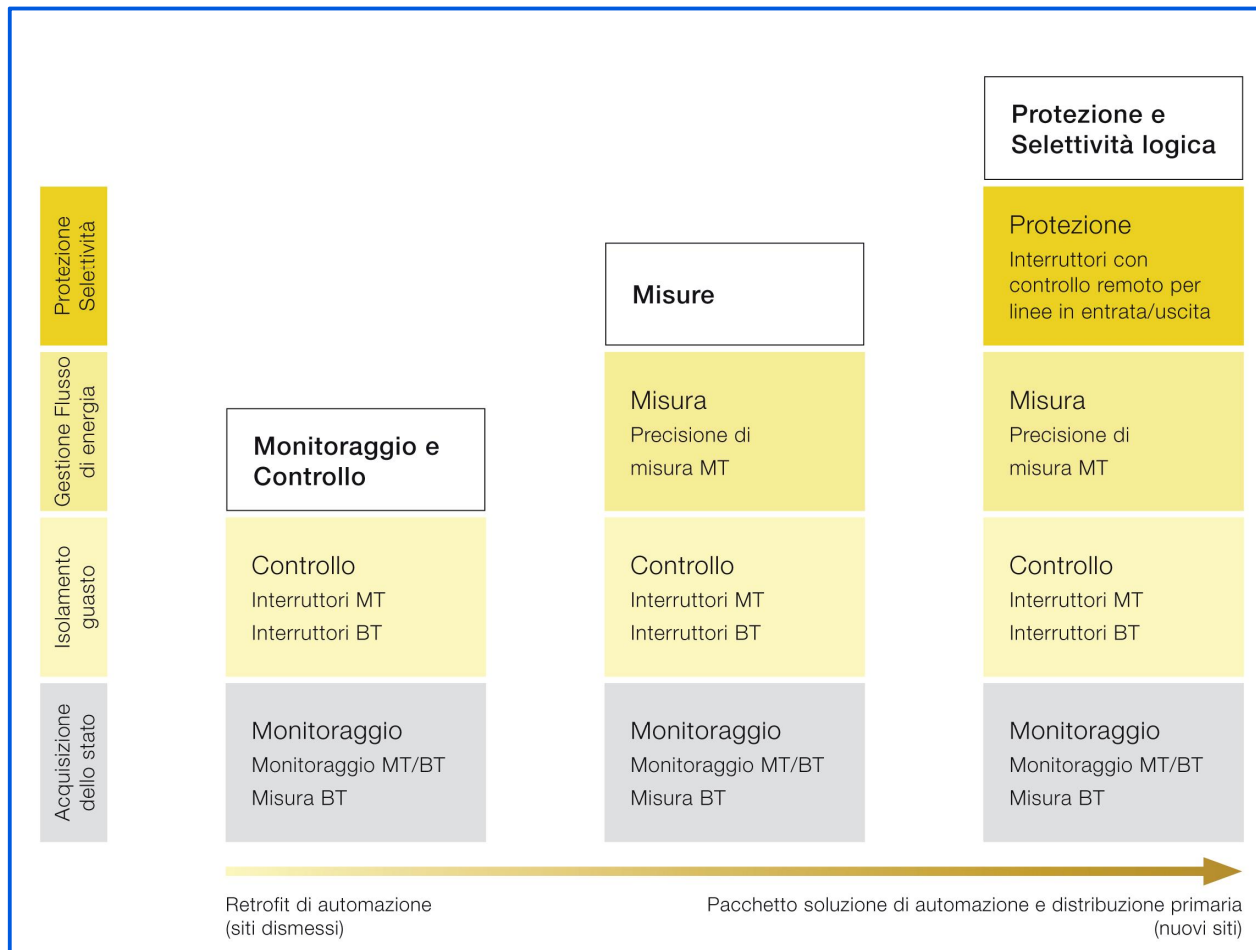 Protezione e
Selettività logica
Protezione
Selettività
Protezione
Interruttori con
controllo remoto per
linee in entrata/uscita
Misure
Gestione Flusso
di energia
Misura
Precisione di
misura MT
Misura
Precisione di
misura MT
Monitoraggio e
Controllo
Isolamento
guasto
Controllo
Interruttori MT
Interruttori BT
Controllo
Interruttori MT
Interruttori BT
Controllo
Interruttori MT
Interruttori BT
Acquisizione
dello stato
Monitoraggio
Monitoraggio MT/BT
Misura BT
Monitoraggio
Monitoraggio MT/BT
Misura BT
Monitoraggio
Monitoraggio MT/BT
Misura BT
Retrofit di automazione
(siti dismessi)
Pacchetto soluzione di automazione e distribuzione primaria
(nuovi siti)